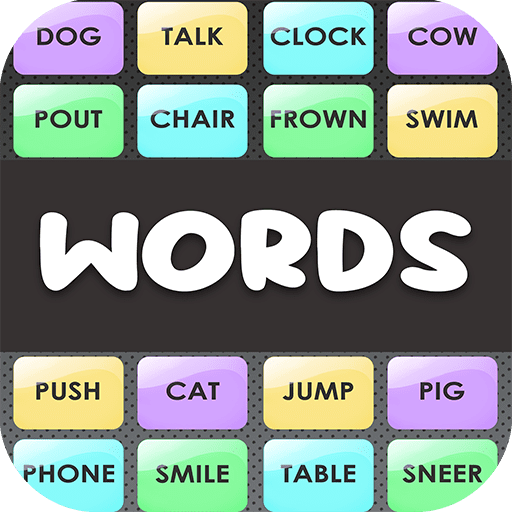 DOG TALK CLOCK COW
POUT CHAIR FROWN SWIM
WORDS
PUSH CAT JUMP PIG
PHONE SMILE TABLE SNEER